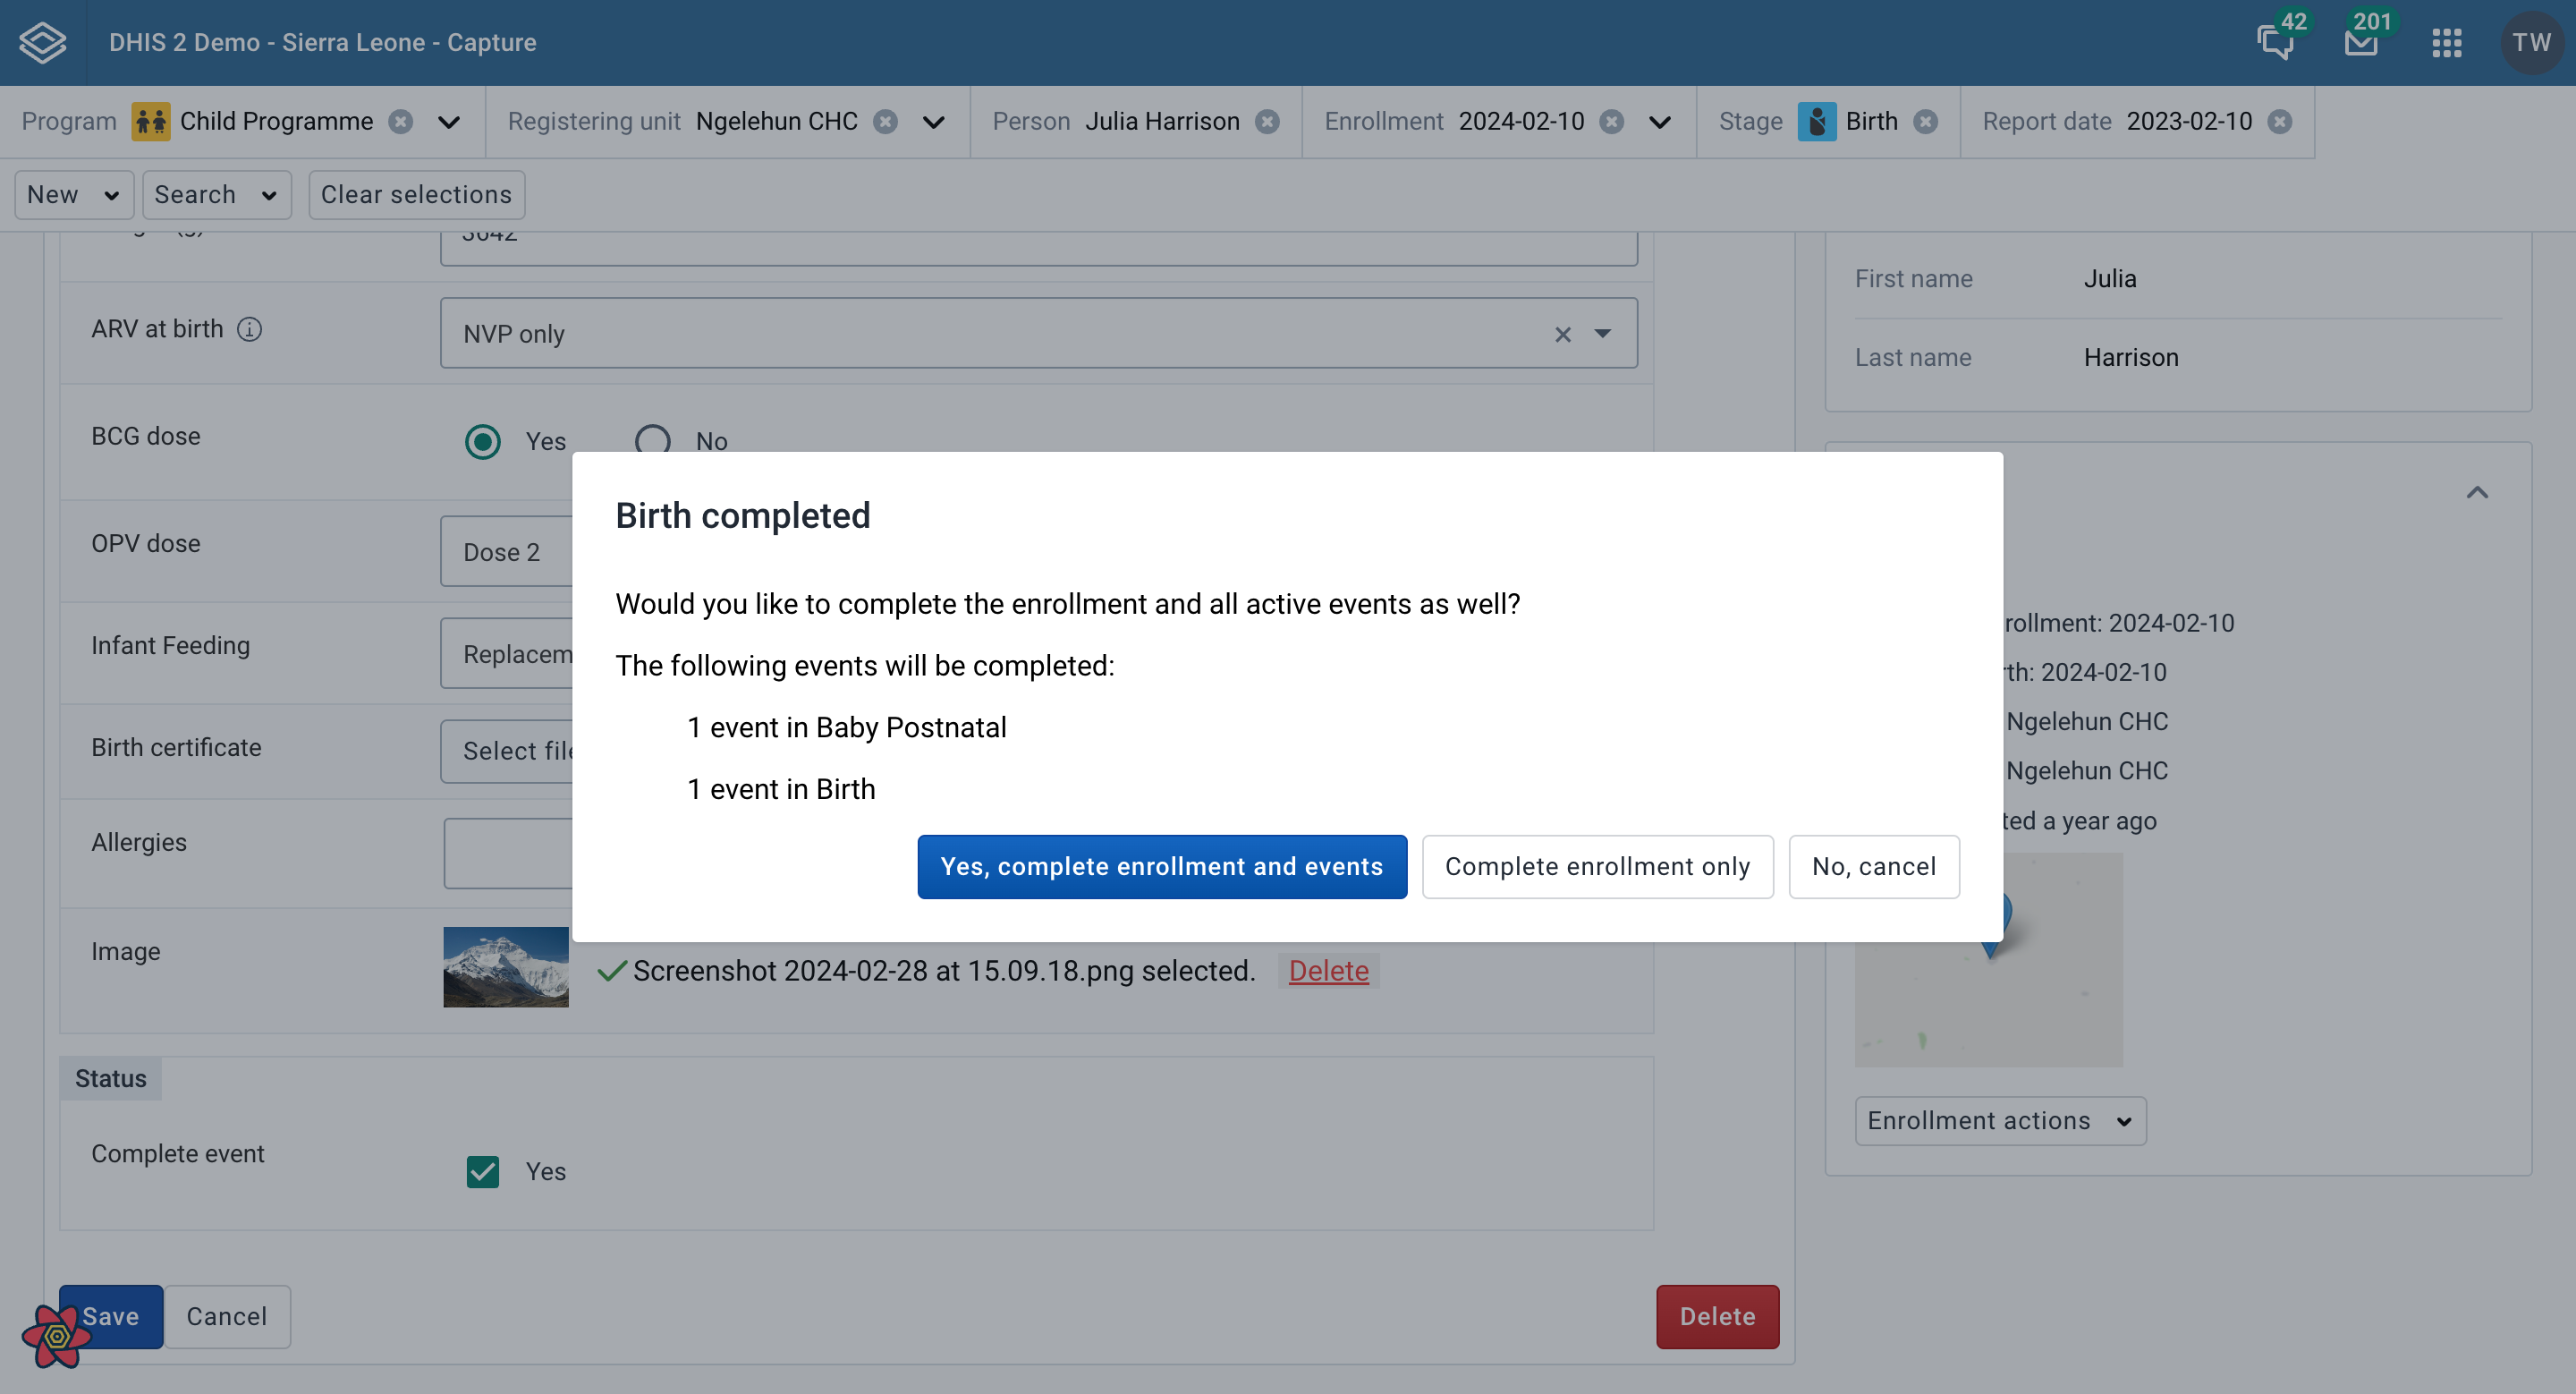 DHIS 2 Demo - Sierra Leone - Capture
42
201
TW
Program Child Programme
Registering unit Ngelehun CHC
Person Julia Harrison
Enrollment 2024-02-10
Stage Birth
Report date 2023-02-10
New
Search
Clear selections
3642
First name Julia
ARV at birth NVP only
Last name Harrison
BCG dose Yes No
OPV dose Dose 2
Infant Feeding Replacem
Birth certificate Select file
Allergies
Birth completed
Would you like to complete the enrollment and all active events as well?
The following events will be completed:
1 event in Baby Postnatal
1 event in Birth
Yes, complete enrollment and events
Complete enrollment only
No, cancel
rollment: 2024-02-10
rth: 2024-02-10
Ngelehun CHC
Ngelehun CHC
ted a year ago
Image Screenshot 2024-02-28 at 15.09.18.png selected. Delete
Status
Complete event Yes
Enrollment actions
Save
Cancel
Delete